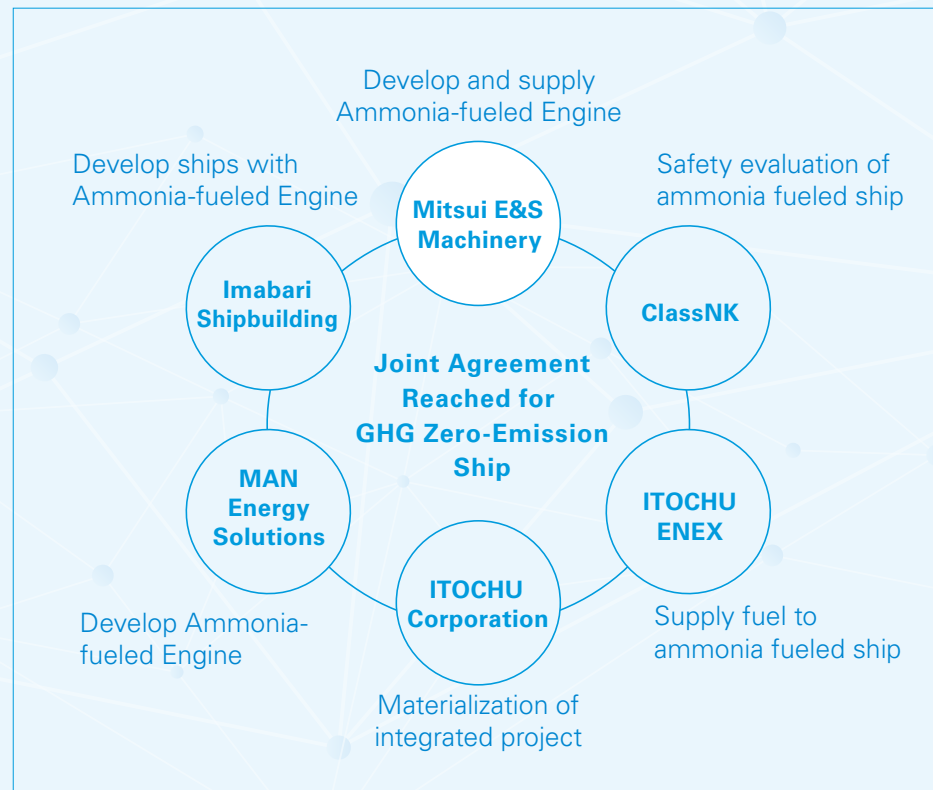 Develop and supply
Ammonia-fueled Engine
Develop ships with
Ammonia-fueled Engine
Safety evaluation of
ammonia fueled ship
Mitsui E&S
Machinery
Imabari
Shipbuilding
ClassNK
Joint Agreement
Reached for
GHG Zero-Emission
Ship
MAN
Energy
Solutions
ITOCHU
ENEX
ITOCHU
Corporation
Develop Ammonia-
fueled Engine
Supply fuel to
ammonia fueled ship
Materialization of
integrated project